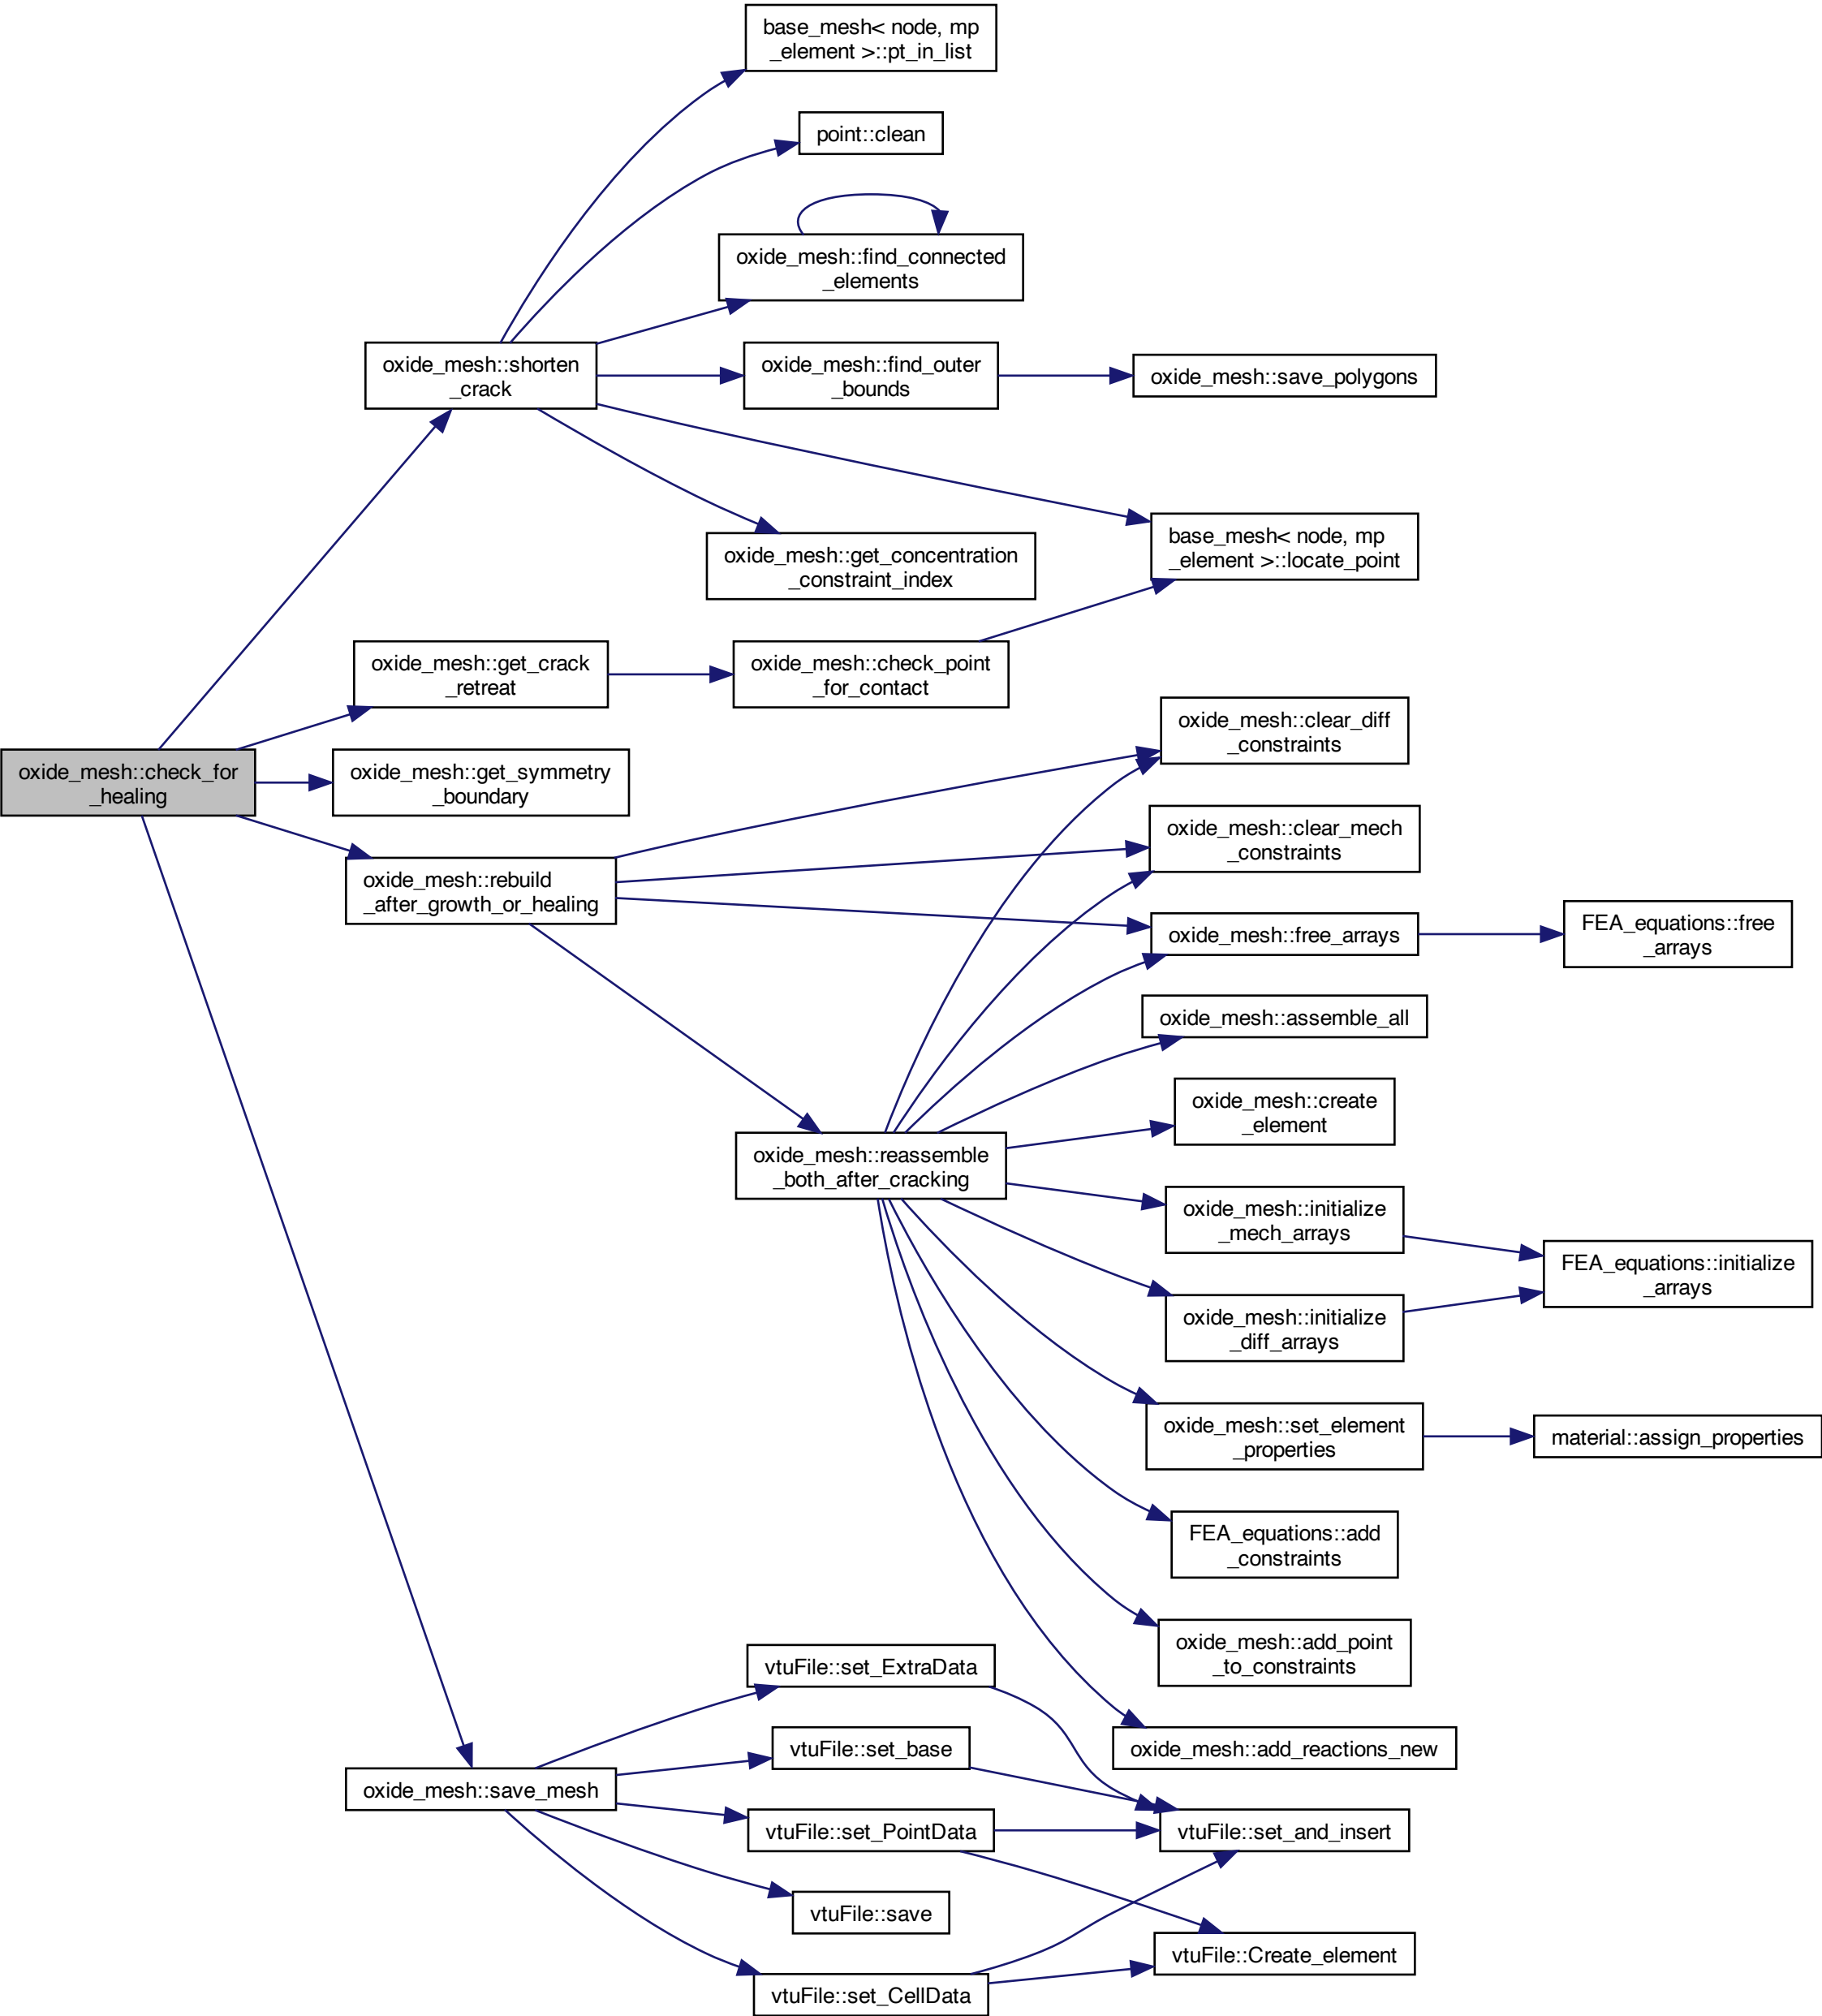 base_mesh< node, mp
_element >::pt_in_list
point::clean
oxide_mesh::find_connected
_elements
oxide_mesh::shorten
_crack
oxide_mesh::find_outer
_bounds
oxide_mesh::save_polygons
base_mesh< node, mp
_element >::locate_point
oxide_mesh::get_concentration
_constraint_index
oxide_mesh::get_crack
_retreat
oxide_mesh::check_point
_for_contact
oxide_mesh::clear_diff
_constraints
oxide_mesh::check_for
_healing
oxide_mesh::get_symmetry
_boundary
oxide_mesh::clear_mech
_constraints
oxide_mesh::rebuild
_after_growth_or_healing
oxide_mesh::free_arrays
FEA_equations::free
_arrays
oxide_mesh::assemble_all
oxide_mesh::create
_element
oxide_mesh::reassemble
_both_after_cracking
oxide_mesh::initialize
_mech_arrays
FEA_equations::initialize
_arrays
oxide_mesh::initialize
_diff_arrays
oxide_mesh::set_element
_properties
material::assign_properties
FEA_equations::add
_constraints
oxide_mesh::add_point
_to_constraints
vtuFile::set_ExtraData
oxide_mesh::add_reactions_new
vtuFile::set_base
oxide_mesh::save_mesh
vtuFile::set_PointData
vtuFile::set_and_insert
vtuFile::save
vtuFile::Create_element
vtuFile::set_CellData